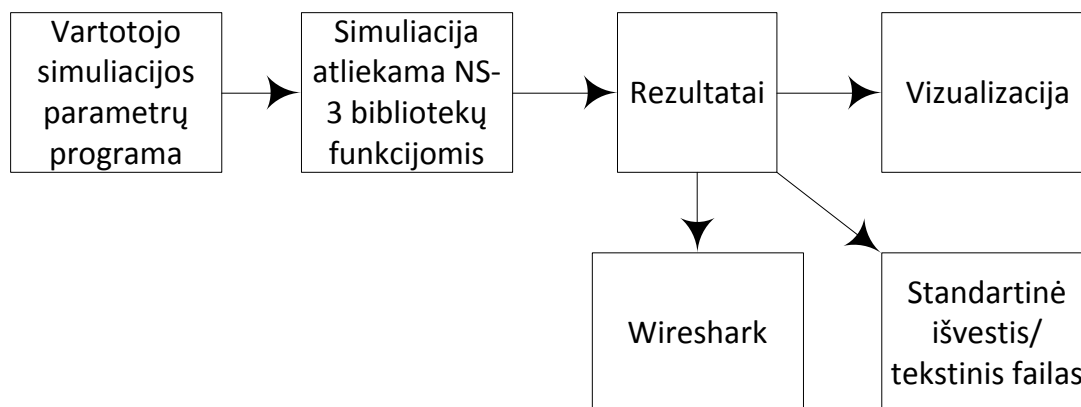 Vartotojo
simuliacijos
parametrų
programa
Simuliacija
atliekama NS-
3 bibliotekų
funkcijomis
Rezultatai
Vizualizacija
Wireshark
Standartinė
išvestis/
tekstinis failas